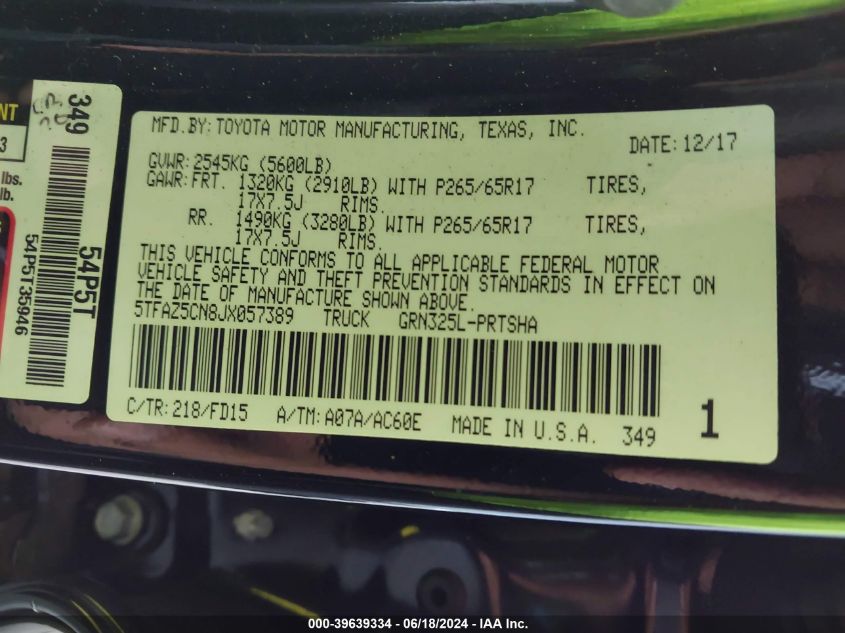 NT
3
lbs.
lb.
349
54P5T
54P5T35946
MFD.BY: TOYOTA MOTOR MANUFACTURING, TEXAS, INC.
DATE: 12/17
GVWR: 2545KG (5600LB)
GAWR: FRT. 1320KG (2910LB) WITH P265/65R17 TIRES,
17X7.5J RIMS.
RR. 1490KG (3280LB) WITH P265/65R17 TIRES,
17X7.5J RIMS.
THIS VEHICLE CONFORMS TO ALL APPLICABLE FEDERAL MOTOR
VEHICLE SAFETY AND THEFT PREVENTION STANDARDS IN EFFECT ON
THE DATE OF MANUFACTURE SHOWN ABOVE.
5TFAZ5CN8JX057389 TRUCK GRN325L-PRTSHA
C/TR: 218/FD15 A/TM: A07A/AC60E MADE IN U.S.A. 349 1
000-39639334 / 06/18/2024 - IAA Inc.